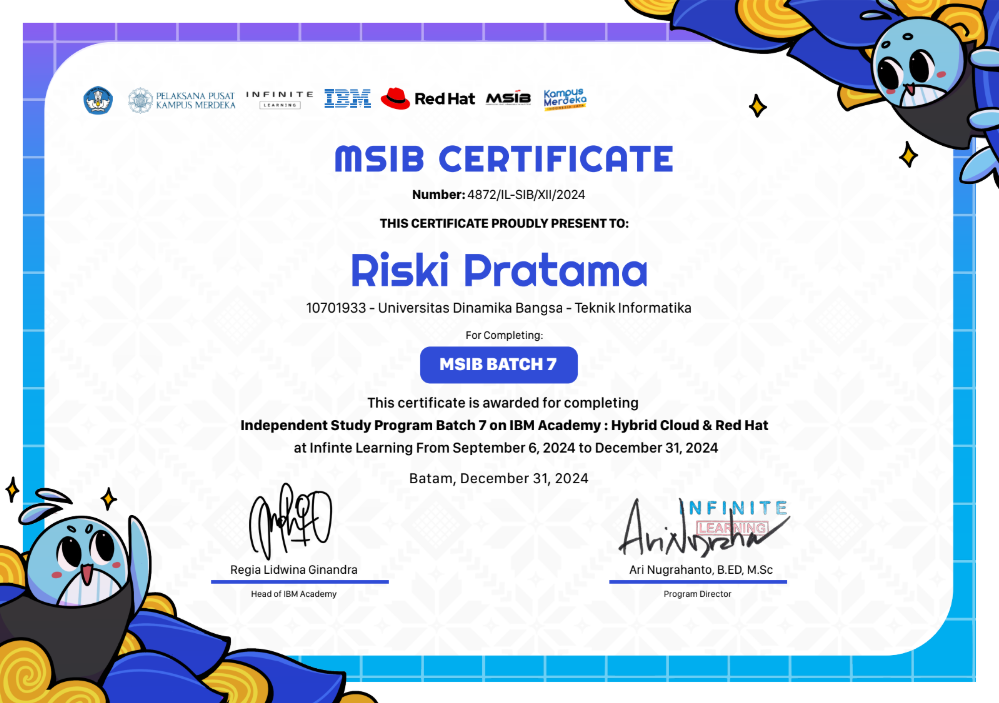 PELAKSANA PUSAT
KAMPUS MERDEKA
INFINITE
LEARNING
IBM
Red Hat
MSIB
Kampus
Merdeka
MSIB CERTIFICATE
Number: 4872/IL-SIB/XII/2024
THIS CERTIFICATE PROUDLY PRESENT TO:
Riski Pratama
10701933 - Universitas Dinamika Bangsa - Teknik Informatika
For Completing:
MSIB BATCH 7
This certificate is awarded for completing
Independent Study Program Batch 7 on IBM Academy : Hybrid Cloud & Red Hat
at Infinte Learning From September 6, 2024 to December 31, 2024
Batam, December 31, 2024
INFINITE
LEARNING
Regia Lidwina Ginandra
Ari Nugrahanto, B.ED, M.Sc
Head of IBM Academy
Program Director